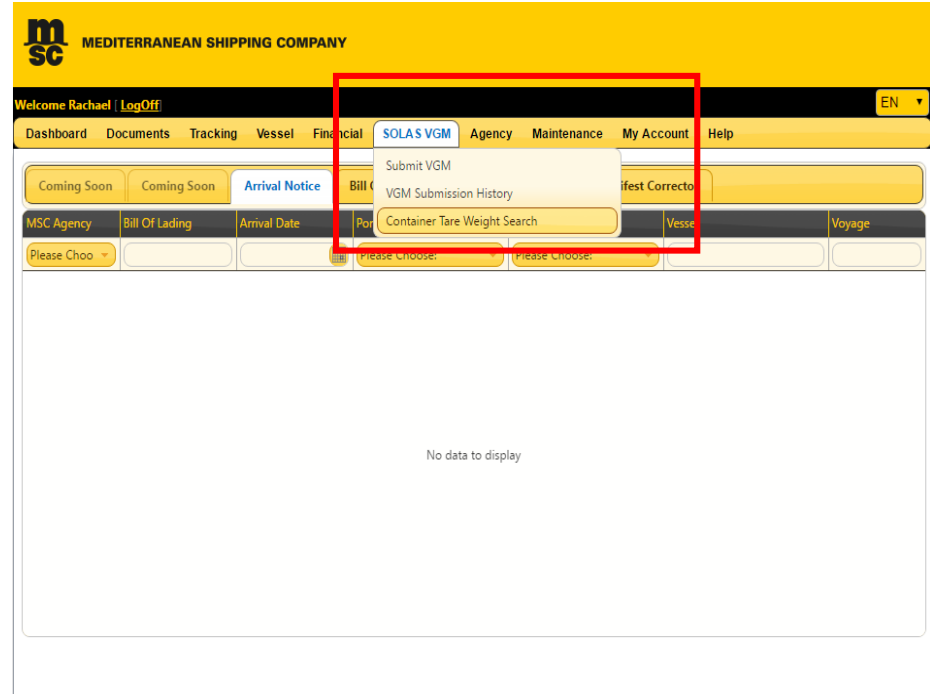 msc MEDITERRANEAN SHIPPING COMPANY
Welcome Rachael [ LogOff]
EN
Dashboard Documents Tracking Vessel Financial SOLAS VGM Agency Maintenance My Account Help
Submit VGM
VGM Submission History
Container Tare Weight Search
Coming Soon Coming Soon Arrival Notice Bill
MSC Agency Bill Of Lading Arrival Date Voyage
Please Choo Please Choose: Please Choose:
No data to display